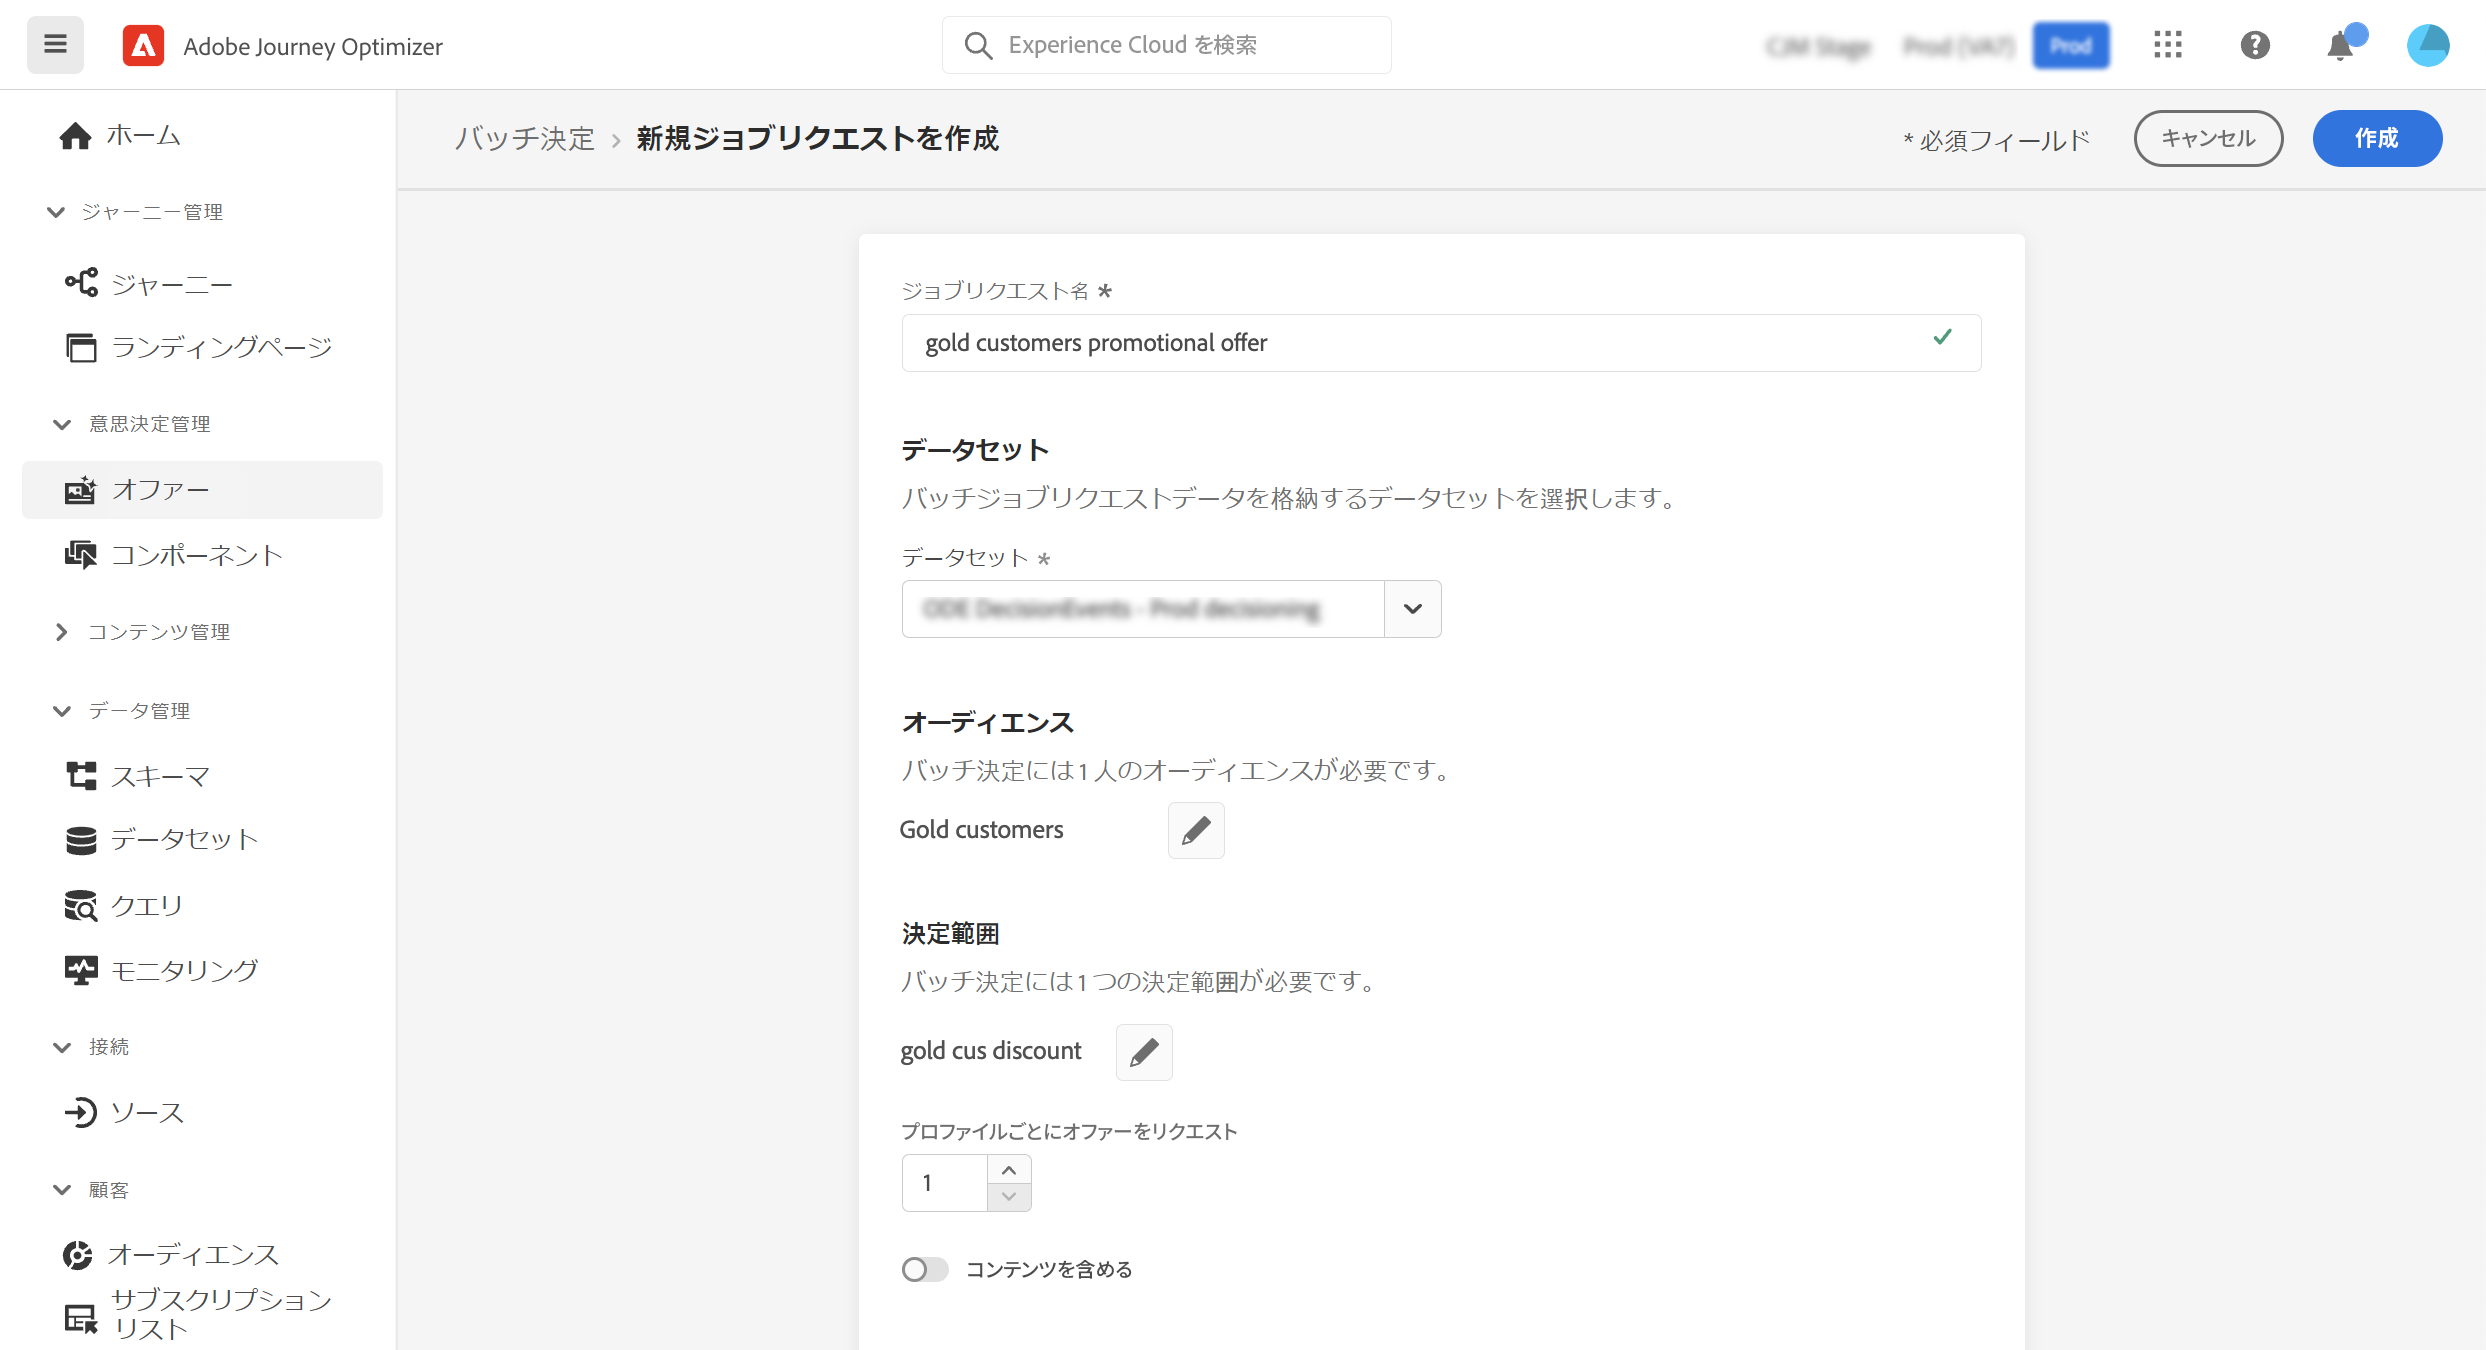 Adobe Journey Optimizer
Experience Cloud を検索
ホーム
ジャーニー管理
ジャーニー
ランディングページ
意思決定管理
オファー
コンポーネント
コンテンツ管理
データ管理
スキーマ
データセット
クエリ
モニタリング
接続
ソース
顧客
オーディエンス
サブスクリプション
リスト
バッチ決定 › 新規ジョブリクエストを作成
* 必須フィールド
キャンセル
作成
ジョブリクエスト名 *
gold customers promotional offer
データセット
バッチジョブリクエストデータを格納するデータセットを選択します。
データセット *
オーディエンス
バッチ決定には 1 人のオーディエンスが必要です。
Gold customers
決定範囲
バッチ決定には 1 つの決定範囲が必要です。
gold cus discount
プロファイルごとにオファーをリクエスト
1
コンテンツを含める